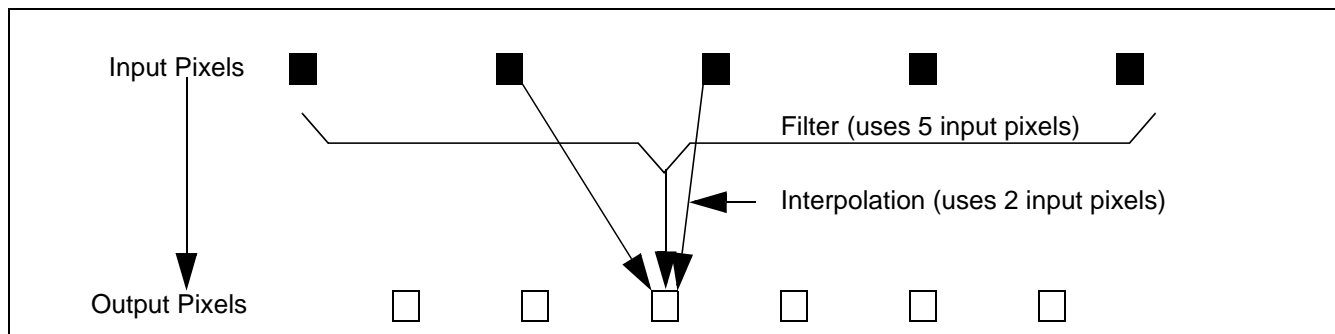 Input Pixels
Filter (uses 5 input pixels)
Interpolation (uses 2 input pixels)
Output Pixels